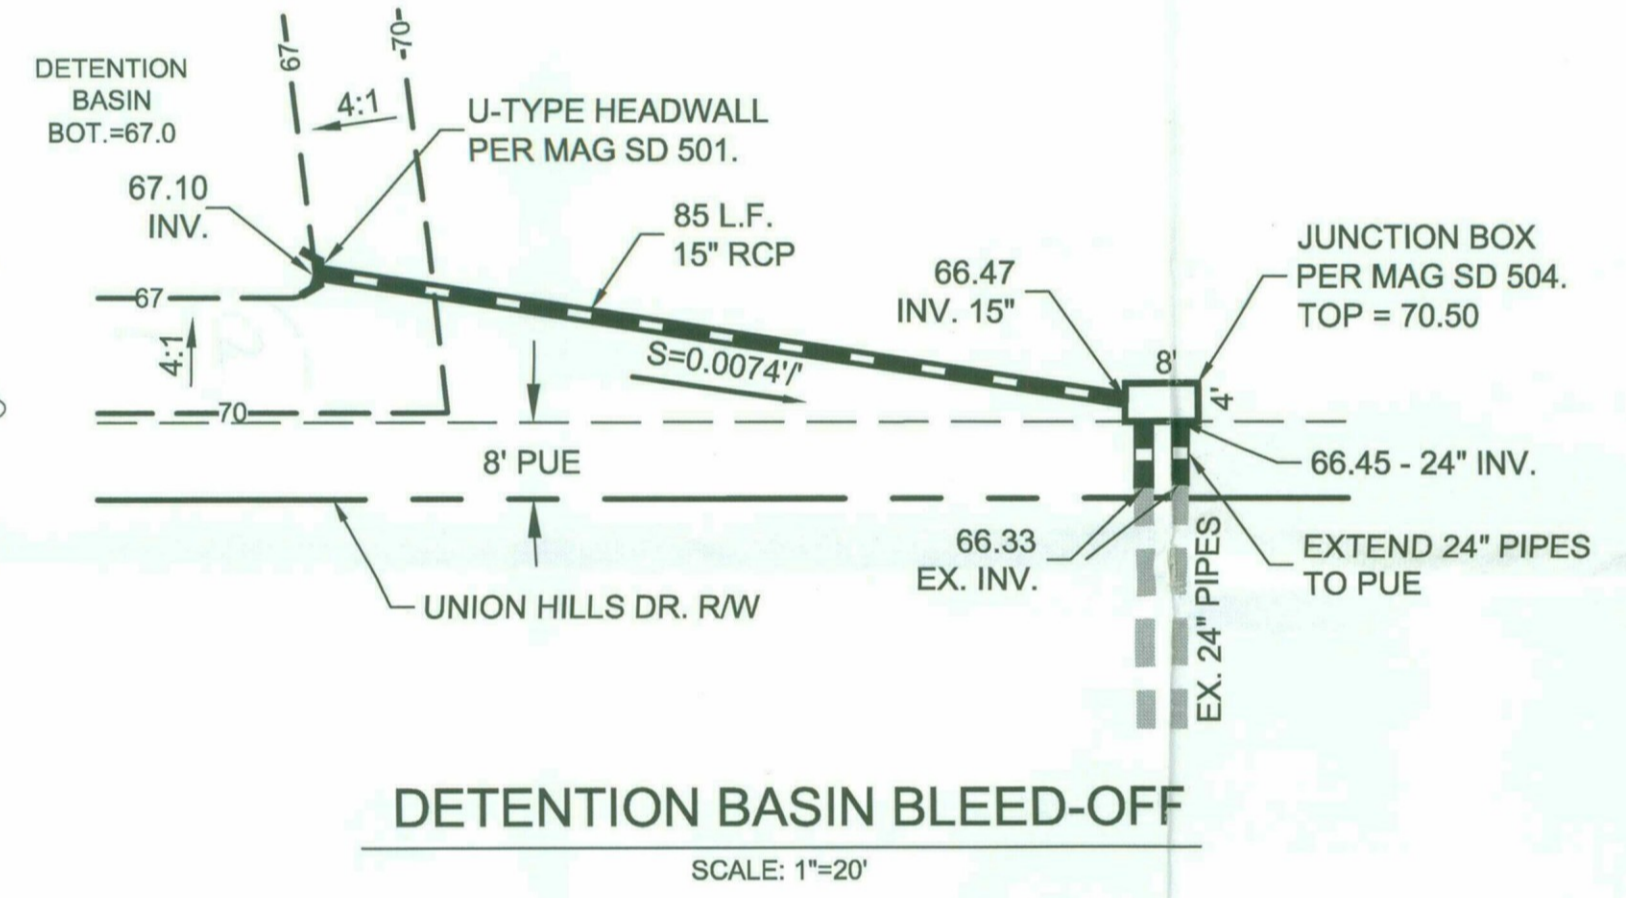 67
70
DETENTION
BASIN
BOT.=67.0
4:1
U-TYPE HEADWALL
PER MAG SD 501.
67.10
INV.
85 L.F.
15" RCP
66.47
INV. 15"
JUNCTION BOX
PER MAG SD 504.
TOP = 70.50
67
4:1
S=0.0074'/'
8'
4'
70
8' PUE
66.45 - 24" INV.
66.33
EX. INV.
EX. 24" PIPES
EXTEND 24" PIPES
TO PUE
UNION HILLS DR. R/W
DETENTION BASIN BLEED-OFF
SCALE: 1"=20'